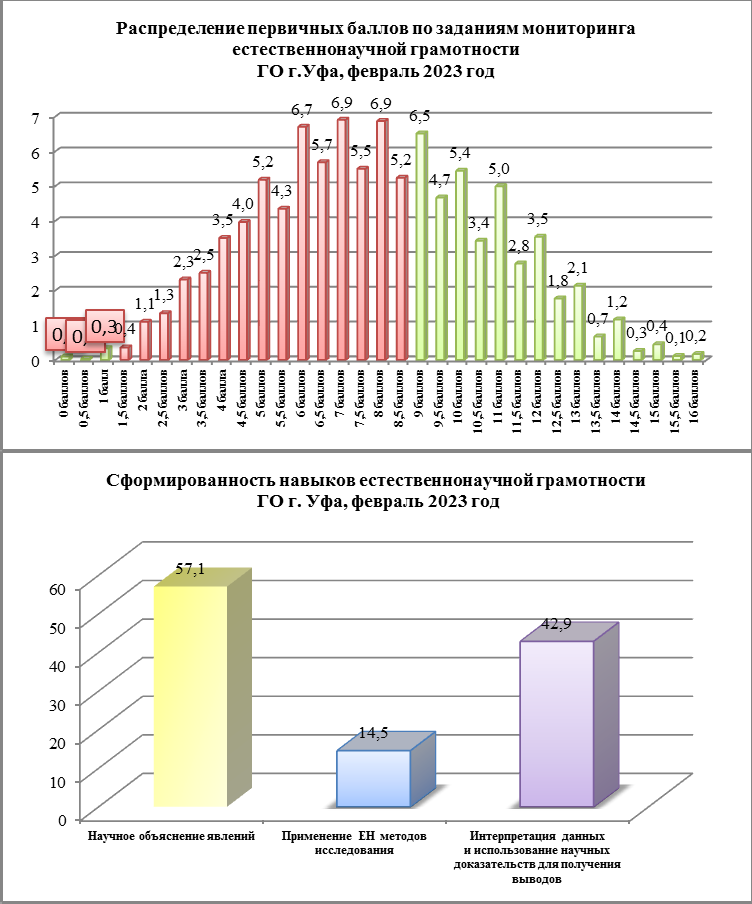 Распределение первичных баллов по заданиям мониторинга
естественнонаучной грамотности
ГО г.Уфа, февраль 2023 год
7
6
5
4
3
2
1
0
0,3
0,4
1,1
1,3
2,3
2,5
3,5
4,0
5,2
4,3
6,7
5,7
6,9
5,5
6,9
5,2
6,5
4,7
5,4
3,4
5,0
2,8
3,5
1,8
2,1
0,7
1,2
0,3
0,4
0,1
0,2
0 баллов
0,5 баллов
1 балл
1,5 баллов
2 балла
2,5 баллов
3 балла
3,5 баллов
4 балла
4,5 баллов
5 баллов
5,5 баллов
6 баллов
6,5 баллов
7 баллов
7,5 баллов
8 баллов
8,5 баллов
9 баллов
9,5 баллов
10 баллов
10,5 баллов
11 баллов
11,5 баллов
12 баллов
12,5 баллов
13 баллов
13,5 баллов
14 баллов
14,5 баллов
15 баллов
15,5 баллов
16 баллов
Сформированность навыков естественнонаучной грамотности
ГО г. Уфа, февраль 2023 год
60
50
40
30
20
10
0
57,1
14,5
42,9
Научное объяснение явлений
Применение ЕН методов
исследования
Интерпретация данных
и использование научных
доказательств для получения
выводов